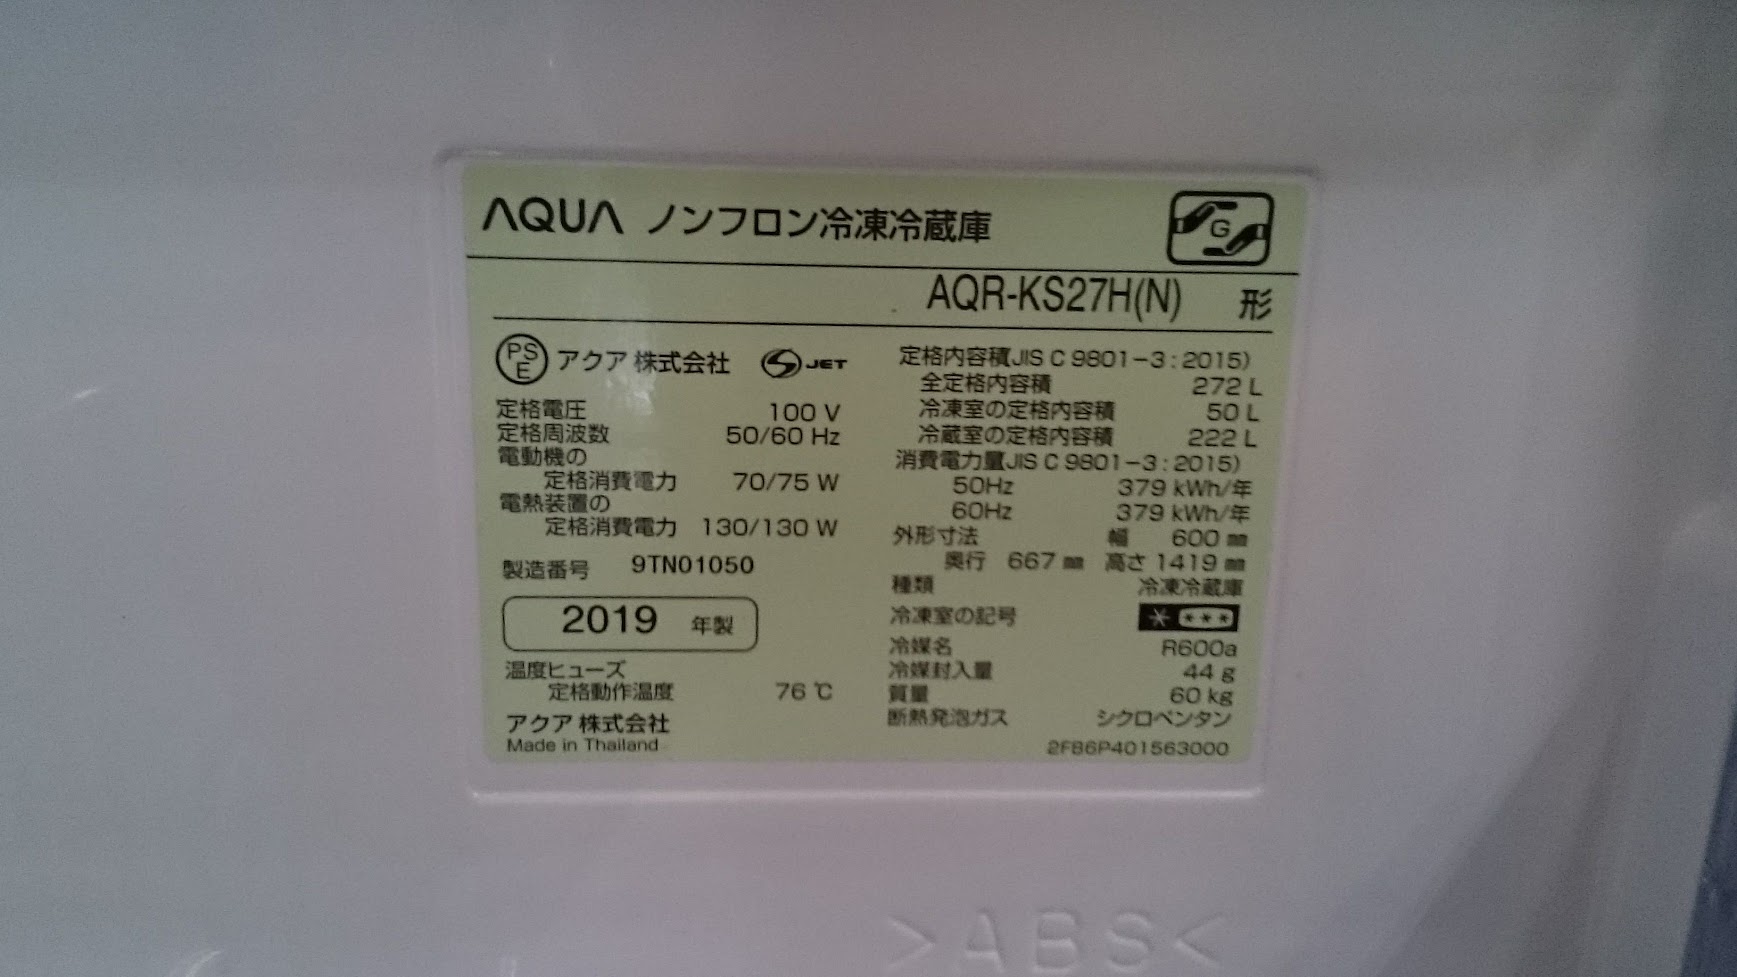 AQUA ノンフロン冷凍冷蔵庫
G
AQR-KS27H(N) 形
PSE アクア 株式会社 S JET
定格電圧 100 V
定格周波数 50/60 Hz
電動機の
定格消費電力 70/75 W
電熱装置の
定格消費電力 130/130 W
製造番号 9TN01050
2019 年製
温度ヒューズ
定格動作温度 76 ℃
アクア 株式会社
Made in Thailand
定格内容積JIS C 9801-3:2015)
全定格内容積 272 L
冷凍室の定格内容積 50 L
冷蔵室の定格内容積 222 L
消費電力量JIS C 9801-3:2015)
50Hz 379 kWh/年
60Hz 379 kWh/年
外形寸法 幅 600 ㎜
奥行 667 ㎜ 高さ 1419 ㎜
種類 冷凍冷蔵庫
冷凍室の記号 * ***
冷媒名 R600a
冷媒封入量 44 g
質量 60 kg
断熱発泡ガス シクロペンタン
2FB6P401563000
>ABS<